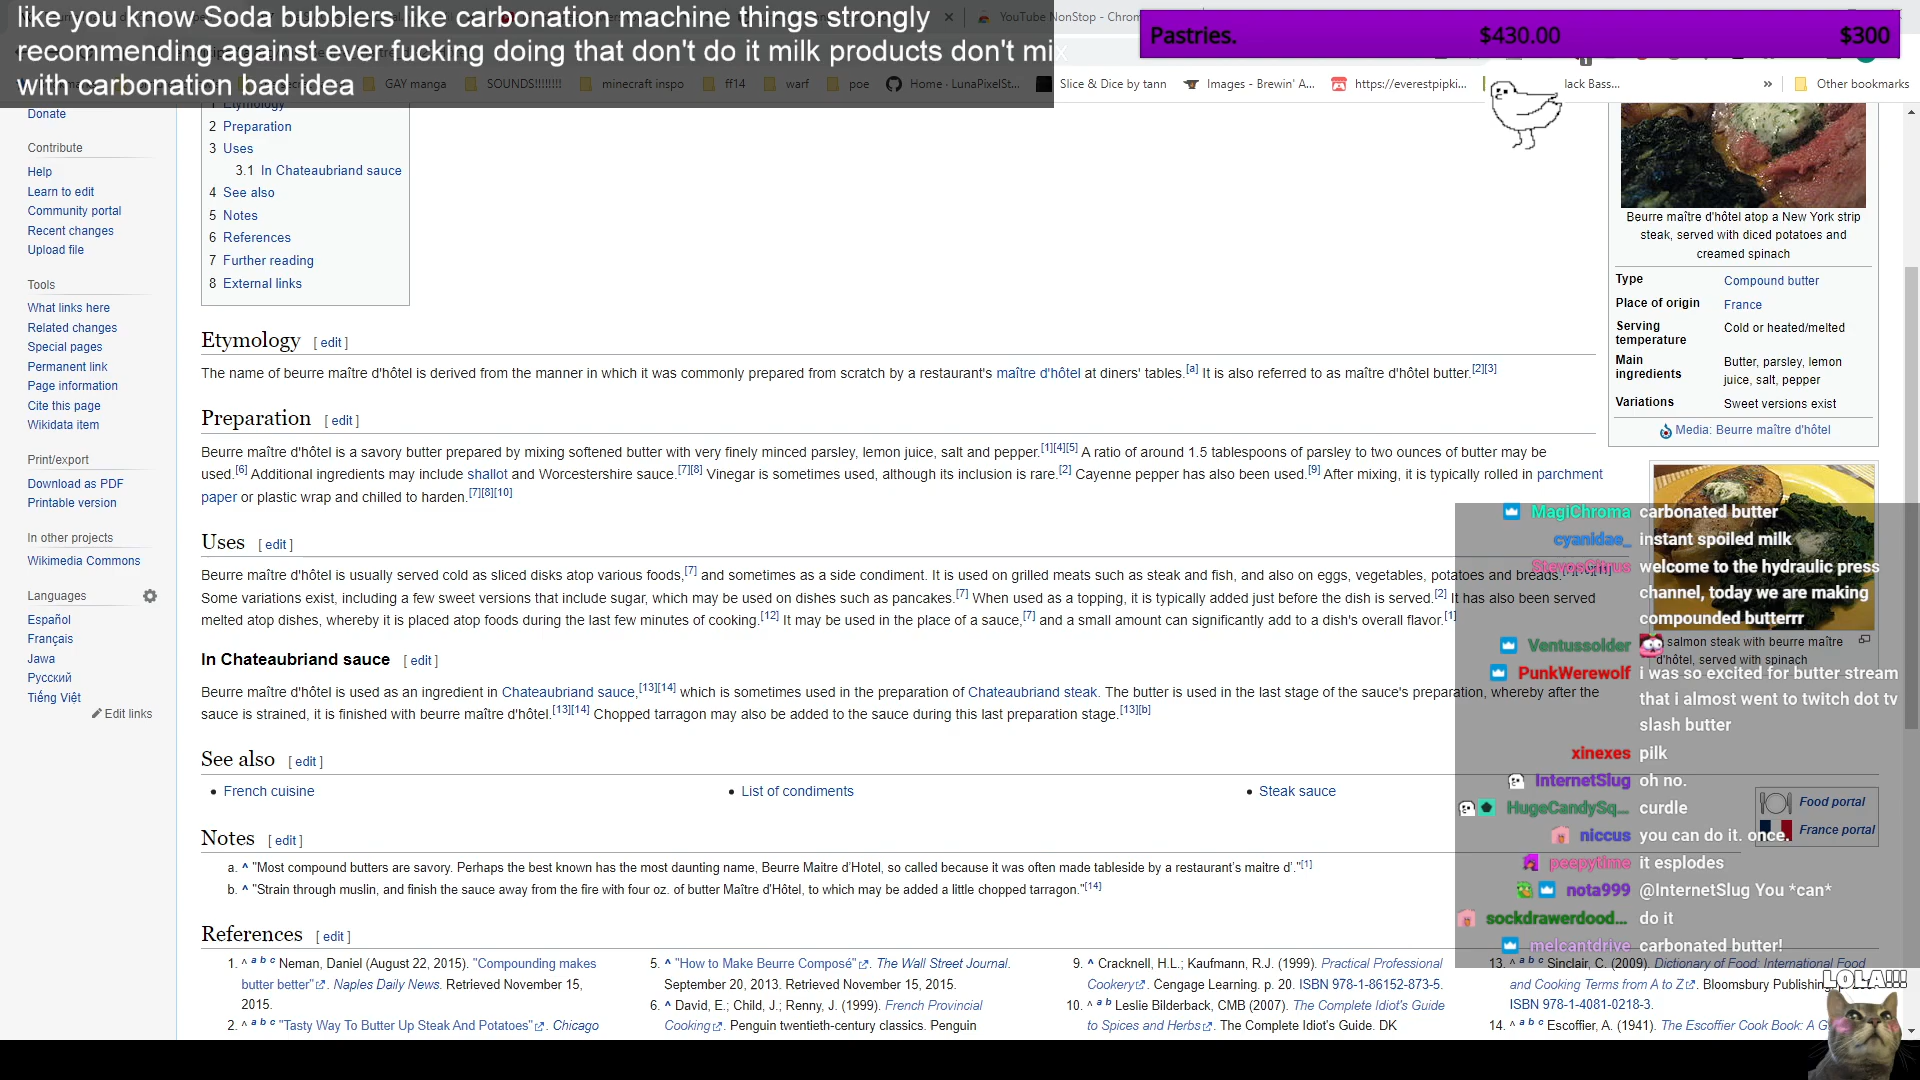 like you know Soda bubblers like carbonation machine things strongly
recommending against ever fucking doing that don't do it milk products don't mix
with carbonation bad idea
YouTube NonStop - Chrom
Pastries. $430.00 $300
GAY manga
SOUNDS!!!!!!!!
minecraft inspo
ff14
warf
poe
Home · LunaPixelSt...
Slice & Dice by tann
Images - Brewin' A...
https://everestpipki...
lack Bass...
»
Other bookmarks
Donate
Contribute
Help
Learn to edit
Community portal
Recent changes
Upload file
Tools
What links here
Related changes
Special pages
Permanent link
Page information
Cite this page
Wikidata item
Print/export
Download as PDF
Printable version
In other projects
Wikimedia Commons
Languages
Español
Français
Jawa
Русский
Tiếng Việt
Edit links
1 Etymology
2 Preparation
3 Uses
3.1 In Chateaubriand sauce
4 See also
5 Notes
6 References
7 Further reading
8 External links
Beurre maître d'hôtel atop a New York strip
steak, served with diced potatoes and
creamed spinach
Type Compound butter
Place of origin France
Serving Cold or heated/melted
temperature
Main Butter, parsley, lemon
ingredients juice, salt, pepper
Variations Sweet versions exist
Media: Beurre maître d'hôtel
Etymology [ edit ]
The name of beurre maître d'hôtel is derived from the manner in which it was commonly prepared from scratch by a restaurant's maître d'hôtel at diners' tables.[a] It is also referred to as maître d'hôtel butter.[2][3]
Preparation [ edit ]
Beurre maître d'hôtel is a savory butter prepared by mixing softened butter with very finely minced parsley, lemon juice, salt and pepper.[1][4][5] A ratio of around 1.5 tablespoons of parsley to two ounces of butter may be
used.[6] Additional ingredients may include shallot and Worcestershire sauce.[7][8] Vinegar is sometimes used, although its inclusion is rare.[2] Cayenne pepper has also been used.[9] After mixing, it is typically rolled in parchment
paper or plastic wrap and chilled to harden.[7][8][10]
Uses [ edit ]
Beurre maître d'hôtel is usually served cold as sliced disks atop various foods,[7] and sometimes as a side condiment. It is used on grilled meats such as steak and fish, and also on eggs, vegetables, potatoes and breads.
Some variations exist, including a few sweet versions that include sugar, which may be used on dishes such as pancakes.[7] When used as a topping, it is typically added just before the dish is served.[2] It has also been served
melted atop dishes, whereby it is placed atop foods during the last few minutes of cooking.[12] It may be used in the place of a sauce,[7] and a small amount can significantly add to a dish's overall flavor.[1]
In Chateaubriand sauce [ edit ]
Beurre maître d'hôtel is used as an ingredient in Chateaubriand sauce,[13][14] which is sometimes used in the preparation of Chateaubriand steak. The butter is used in the last stage of the sauce's preparation, whereby after the
sauce is strained, it is finished with beurre maître d'hôtel.[13][14] Chopped tarragon may also be added to the sauce during this last preparation stage.[13][b]
See also [ edit ]
• French cuisine
• List of condiments
• Steak sauce
Notes [ edit ]
a. ^ "Most compound butters are savory. Perhaps the best known has the most daunting name, Beurre Maitre d'Hotel, so called because it was often made tableside by a restaurant's maitre d'."[1]
b. ^ "Strain through muslin, and finish the sauce away from the fire with four oz. of butter Maître d'Hôtel, to which may be added a little chopped tarragon."[14]
References [ edit ]
1. ^ a b c Neman, Daniel (August 22, 2015). "Compounding makes
butter better". Naples Daily News. Retrieved November 15,
2015.
2. ^ a b c "Tasty Way To Butter Up Steak And Potatoes". Chicago
5. ^ "How to Make Beurre Composé". The Wall Street Journal.
September 20, 2013. Retrieved November 15, 2015.
6. ^ David, E.; Child, J.; Renny, J. (1999). French Provincial
Cooking. Penguin twentieth-century classics. Penguin
9. ^ Cracknell, H.L.; Kaufmann, R.J. (1999). Practical Professional
Cookery. Cengage Learning. p. 20. ISBN 978-1-86152-873-5.
10. ^ a b Leslie Bilderback, CMB (2007). The Complete Idiot's Guide
to Spices and Herbs. The Complete Idiot's Guide. DK
13. ^ a b c Sinclair, C. (2009). Dictionary of Food: International Food
and Cooking Terms from A to Z. Bloomsbury Publishing.
ISBN 978-1-4081-0218-3.
14. ^ a b c Escoffier, A. (1941). The Escoffier Cook Book: A G
salmon steak with beurre maître
d'hôtel, served with spinach
Food portal
France portal
MagiChroma carbonated butter
cyanidae_ instant spoiled milk
StevesCitrus welcome to the hydraulic press
channel, today we are making
compounded butterrr
Ventussolder
PunkWerewolf i was so excited for butter stream
that i almost went to twitch dot tv
slash butter
xinexes pilk
InternetSlug oh no.
HugeCandySq... curdle
niccus you can do it. once.
peepytime it esplodes
nota999 @InternetSlug You *can*
sockdrawerdood... do it
melcantdrive carbonated butter!
LOLA!!!